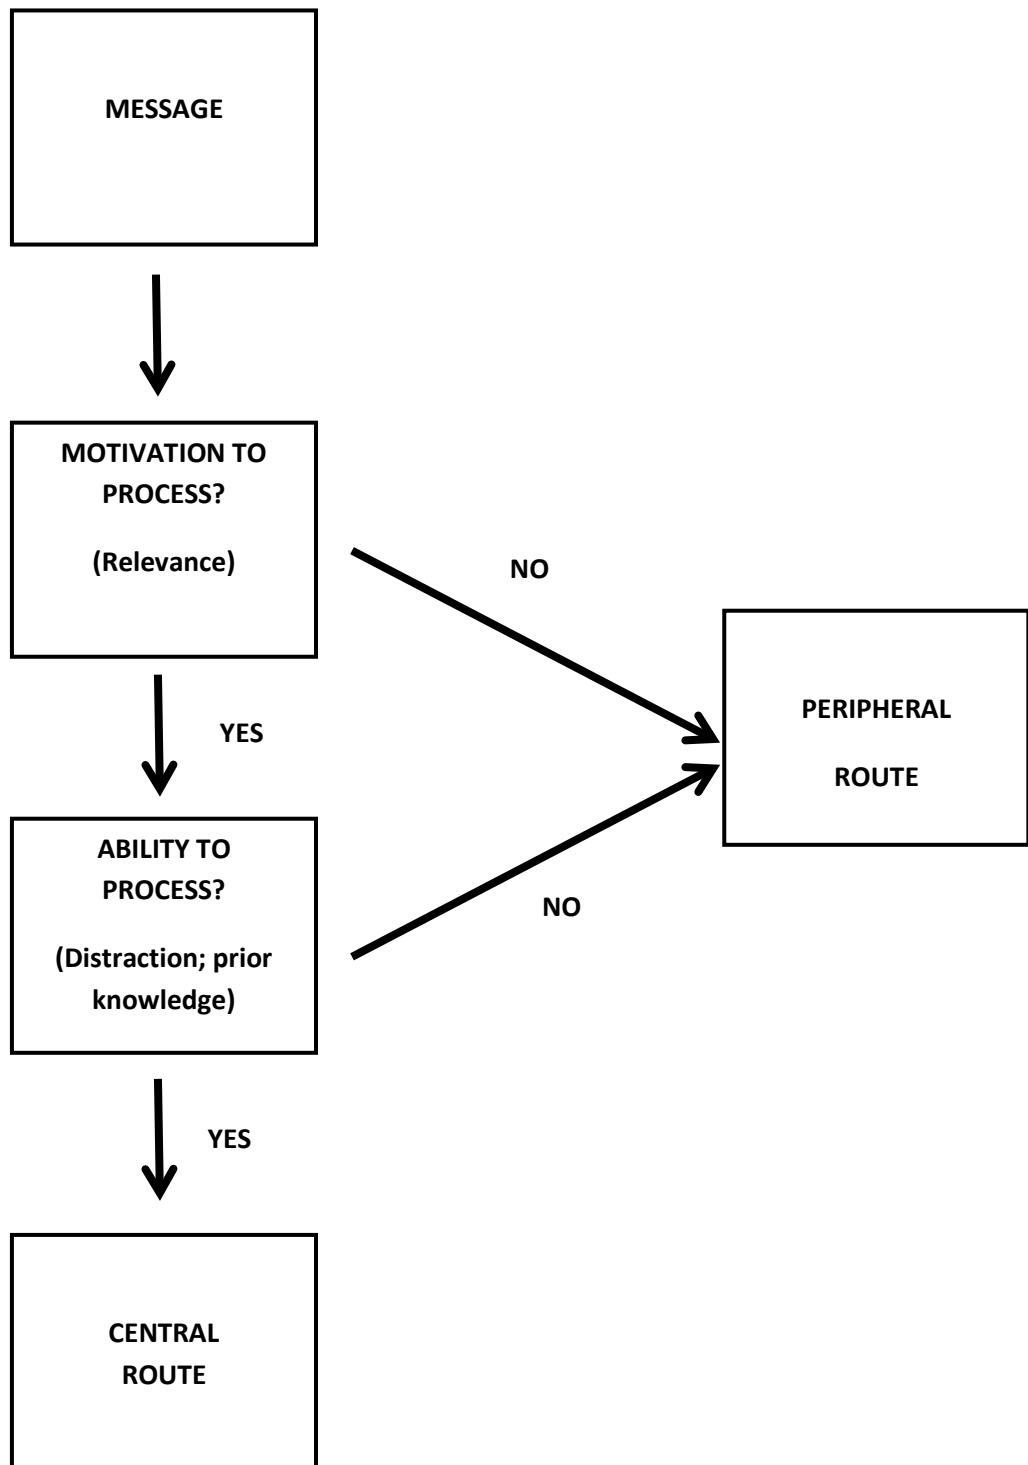 MESSAGE
MOTIVATION TO
PROCESS?
(Relevance)
NO
PERIPHERAL
ROUTE
YES
ABILITY TO
PROCESS?
(Distraction; prior
knowledge)
NO
YES
CENTRAL
ROUTE